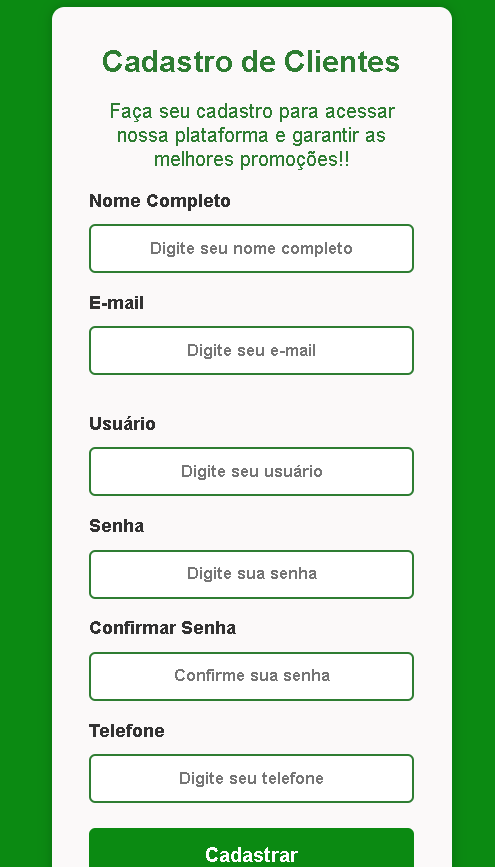 Cadastro de Clientes
Faça seu cadastro para acessar
nossa plataforma e garantir as
melhores promoções!!
Nome Completo
Digite seu nome completo
E-mail
Digite seu e-mail
Usuário
Digite seu usuário
Senha
Digite sua senha
Confirmar Senha
Confirme sua senha
Telefone
Digite seu telefone
Cadastrar